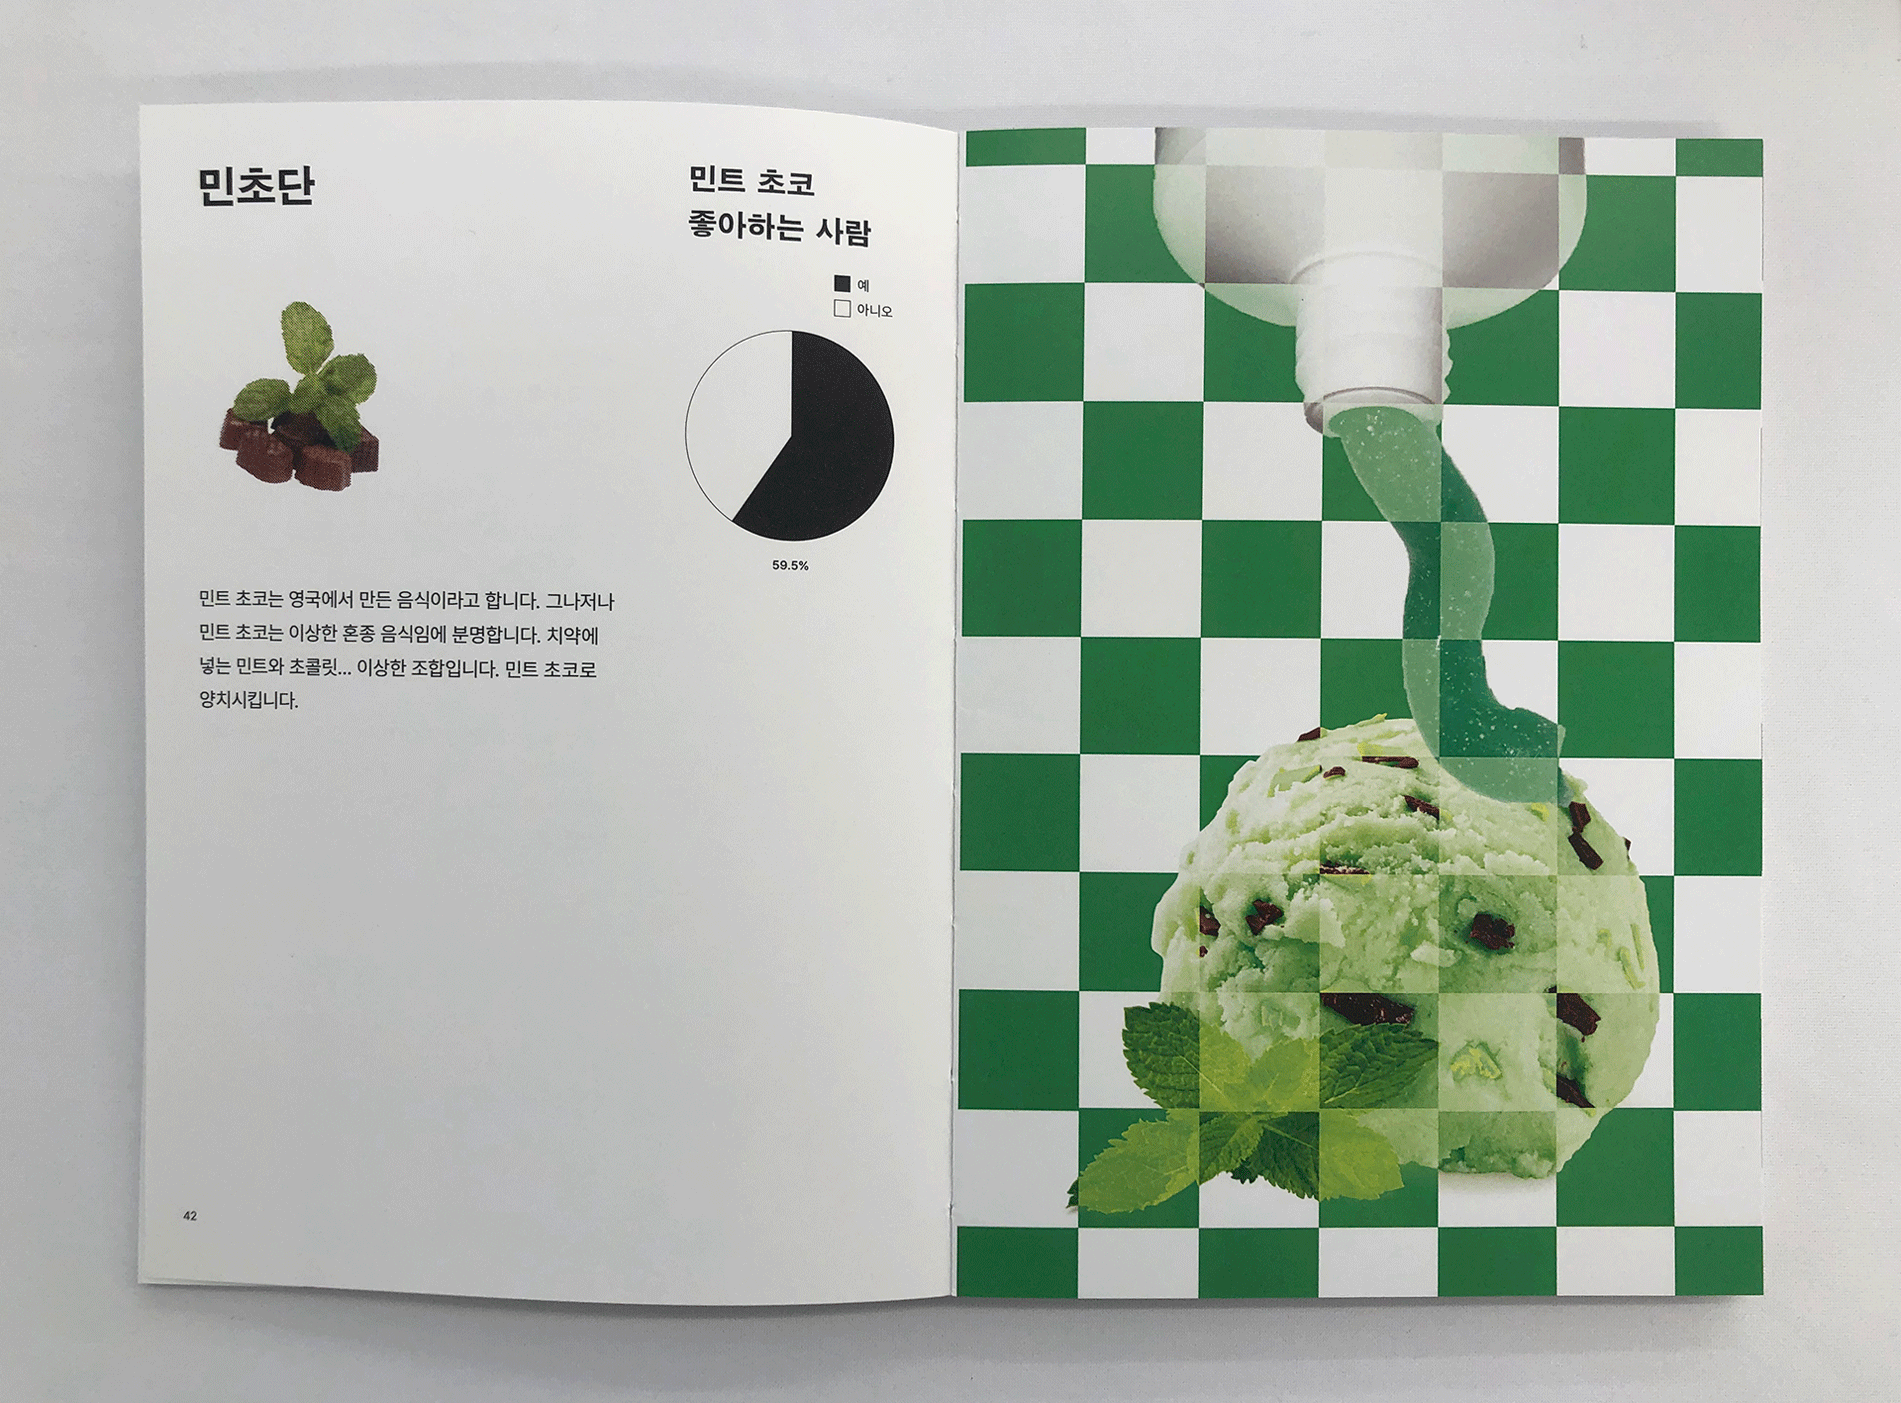 민초단
민트 초코
좋아하는 사람
예
아니오
59.5%
민트 초코는 영국에서 만든 음식이라고 합니다. 그나저나
민트 초코는 이상한 혼종 음식임에 분명합니다. 치약에
넣는 민트와 초콜릿... 이상한 조합입니다. 민트 초코로
양치시킵니다.
42